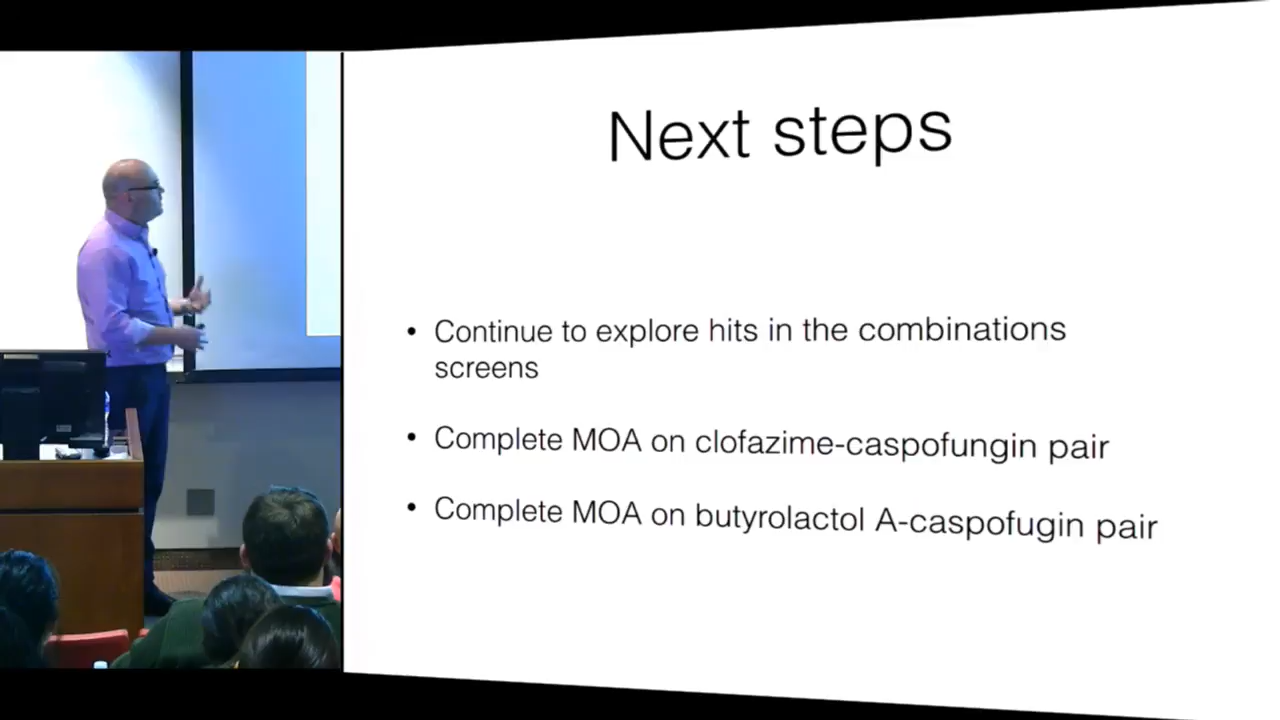 Next steps
• Continue to explore hits in the combinations
screens
• Complete MOA on clofazime-caspofungin pair
• Complete MOA on butyrolactol A-caspofugin pair